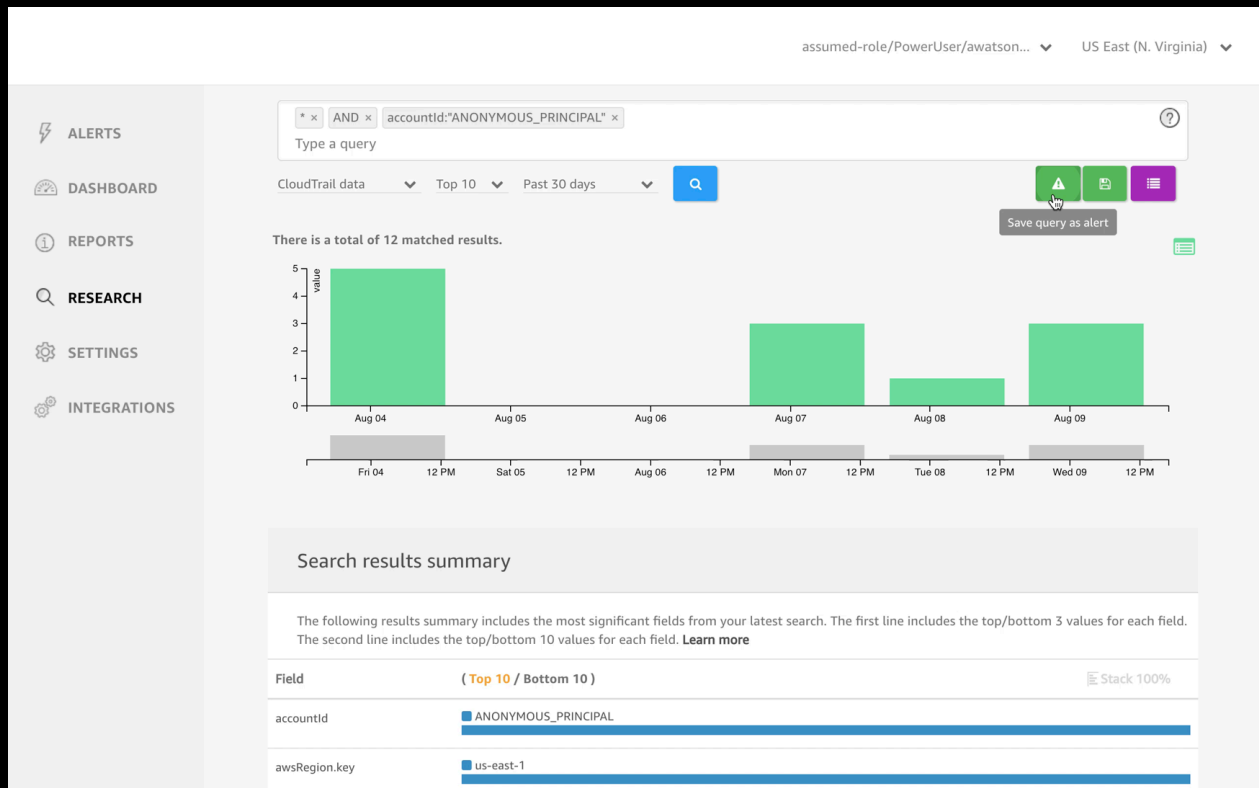 assumed-role/PowerUser/awatson... US East (N. Virginia)
ALERTS
DASHBOARD
REPORTS
RESEARCH
SETTINGS
INTEGRATIONS
* × AND × accountId:"ANONYMOUS_PRINCIPAL" ×
Type a query
?
CloudTrail data Top 10 Past 30 days
Save query as alert
There is a total of 12 matched results.
value
5
4
3
2
1
0
Aug 04 Aug 05 Aug 06 Aug 07 Aug 08 Aug 09
Fri 04 12 PM Sat 05 12 PM Aug 06 12 PM Mon 07 12 PM Tue 08 12 PM Wed 09 12 PM
Search results summary
The following results summary includes the most significant fields from your latest search. The first line includes the top/bottom 3 values for each field.
The second line includes the top/bottom 10 values for each field. Learn more
Field ( Top 10 / Bottom 10 ) Stack 100%
accountId ANONYMOUS_PRINCIPAL
awsRegion.key us-east-1